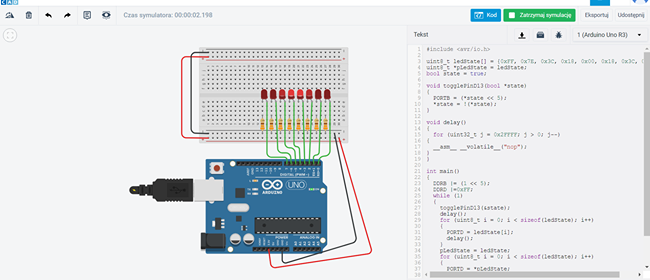 CAD
Czas symulatora: 00:00:02.198
Kod
Zatrzymaj symulację
Eksportuj
Udostępnij
Tekst
1 (Arduino Uno R3)
1 #include <avr/io.h>
2
3 uint8_t ledState[] = {0xFF, 0x7E, 0x3C, 0x18, 0x00, 0x18, 0x3C, 
4 uint8_t *pLedState = ledState;
5 bool state = true;
6
7 void togglePinD13(bool *state)
8 {
9 PORTB = (*state << 5);
10 *state = !(*state);
11 }
12
13 void delay()
14 {
15 for (uint32_t j = 0x2FFFF; j > 0; j--)
16 {
17 __asm__ __volatile__("nop");
18 }
19 }
20
21 int main()
22 {
23 DDRB |= (1 << 5);
24 DDRD |=0xFF;
25 while (1)
26 {
27 togglePinD13(&state);
28 delay();
29 for (uint8_t i = 0; i < sizeof(ledState); i++)
30 {
31 PORTD = ledState[i];
32 delay();
33 }
34 pLedState = ledState;
35 for (uint8_t i = 0; i < sizeof(ledState); i++)
36 {
37 PORTD = *pLedState;
DIGITAL (PWM~)
ARDUINO
UNO
POWER
ANALOG IN